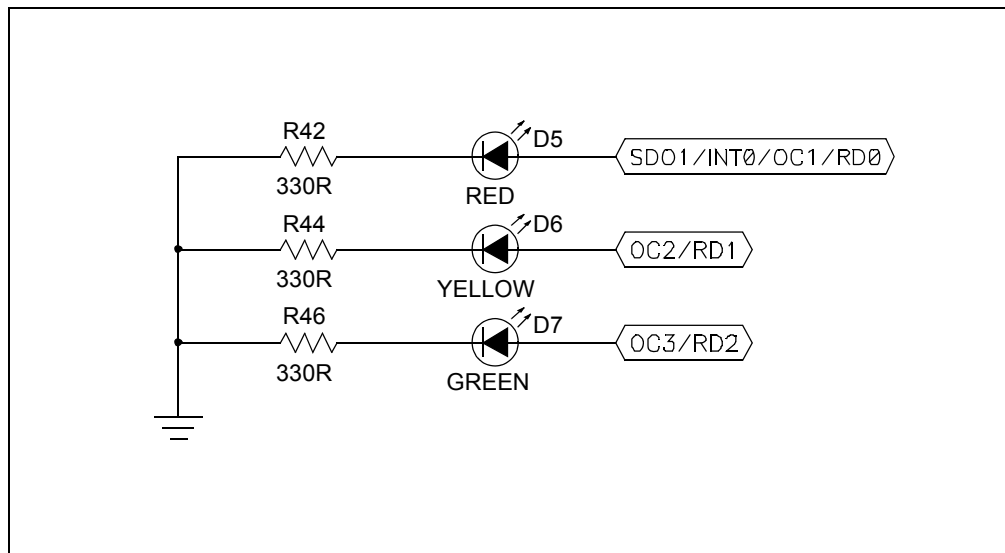 R42
330R
D5
RED
SDO1/INT0/OC1/RD0
R44
330R
D6
YELLOW
OC2/RD1
R46
330R
D7
GREEN
OC3/RD2